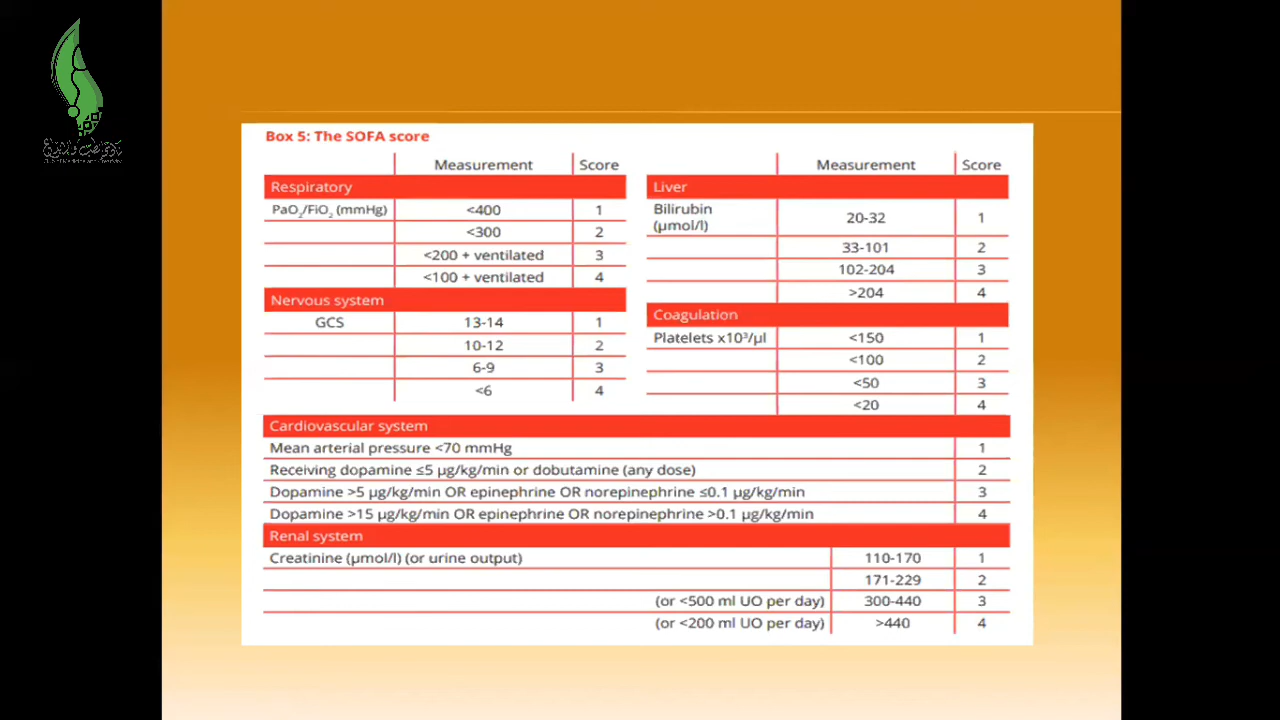 Box 5: The SOFA score
Measurement Score
Respiratory
PaO2/FiO2 (mmHg) <400 1
<300 2
<200 + ventilated 3
<100 + ventilated 4
Nervous system
GCS 13-14 1
10-12 2
6-9 3
<6 4
Measurement Score
Liver
Bilirubin
(µmol/l) 20-32 1
33-101 2
102-204 3
>204 4
Coagulation
Platelets x10³/µl <150 1
<100 2
<50 3
<20 4
Cardiovascular system
Mean arterial pressure <70 mmHg 1
Receiving dopamine ≤5 µg/kg/min or dobutamine (any dose) 2
Dopamine >5 µg/kg/min OR epinephrine OR norepinephrine ≤0.1 µg/kg/min 3
Dopamine >15 µg/kg/min OR epinephrine OR norepinephrine >0.1 µg/kg/min 4
Renal system
Creatinine (µmol/l) (or urine output) 110-170 1
171-229 2
(or <500 ml UO per day) 300-440 3
(or <200 ml UO per day) >440 4